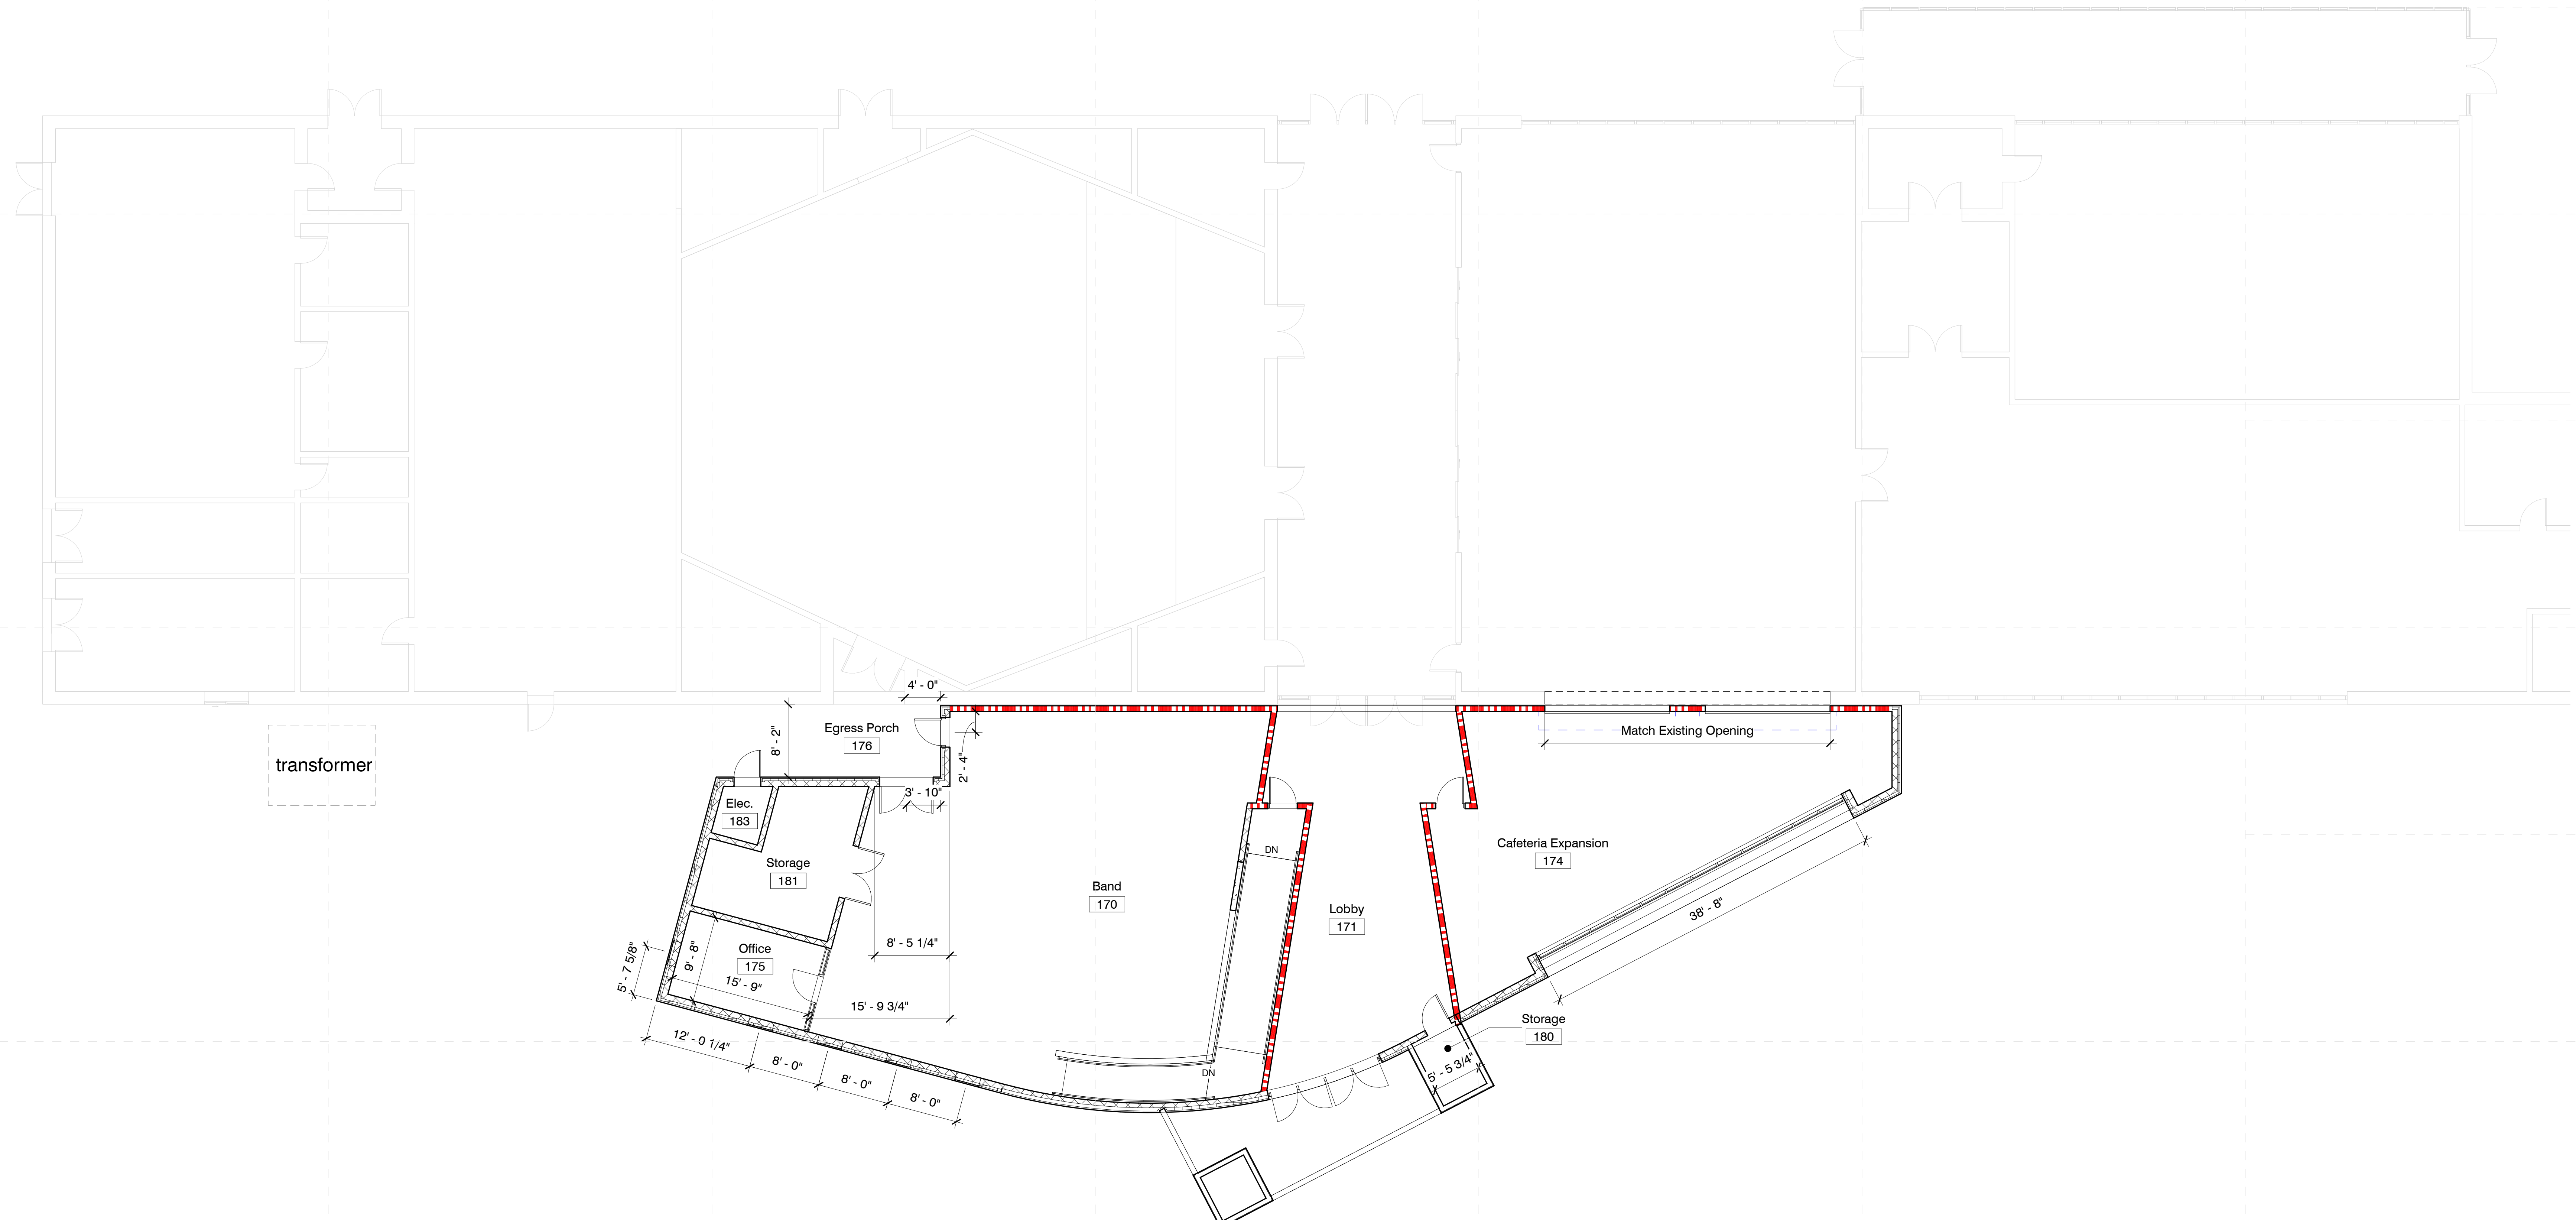 4' - 0"
Egress Porch
176
8' - 2"
2' - 4"
Match Existing Opening
transformer
3' - 10"
Elec.
183
Storage
181
DN
Cafeteria Expansion
174
Band
170
Lobby
171
38' - 8"
8' - 5 1/4"
Office
175
9' - 8"
15' - 9"
5' - 7 5/8"
15' - 9 3/4"
Storage
180
12' - 0 1/4"
8' - 0"
8' - 0"
8' - 0"
DN
5' - 5 3/4"